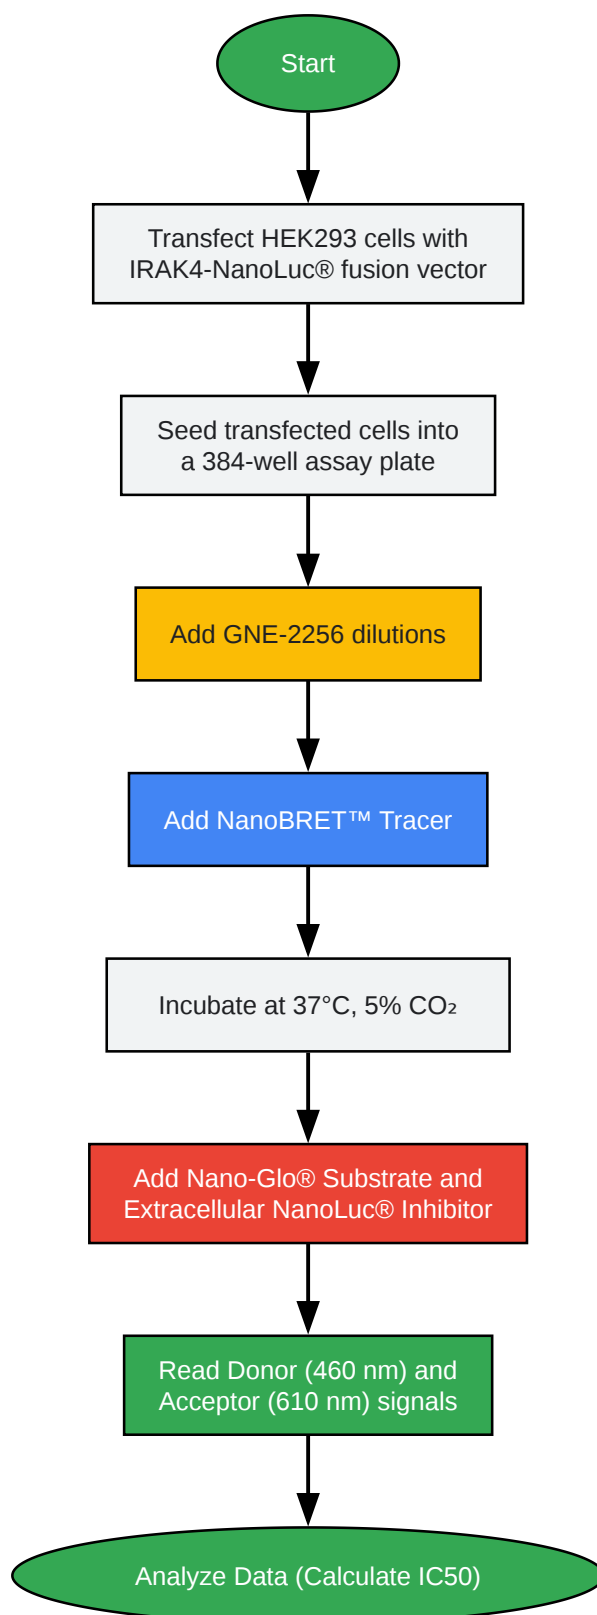 Start
Transfect HEK293 cells with
IRAK4-NanoLuc® fusion vector
Seed transfected cells into
a 384-well assay plate
Add GNE-2256 dilutions
Add NanoBRET™ Tracer
Incubate at 37°C, 5% CO₂
Add Nano-Glo® Substrate and
Extracellular NanoLuc® Inhibitor
Read Donor (460 nm) and
Acceptor (610 nm) signals
Analyze Data (Calculate IC50)